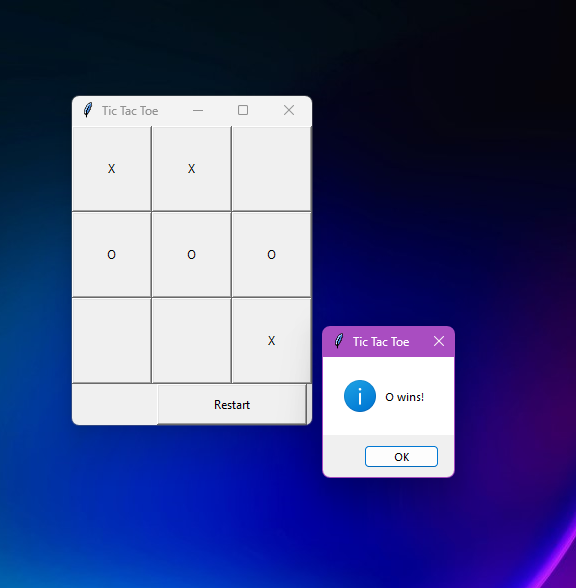 Tic Tac Toe
X X
O O O
X
Restart
Tic Tac Toe
O wins!
OK